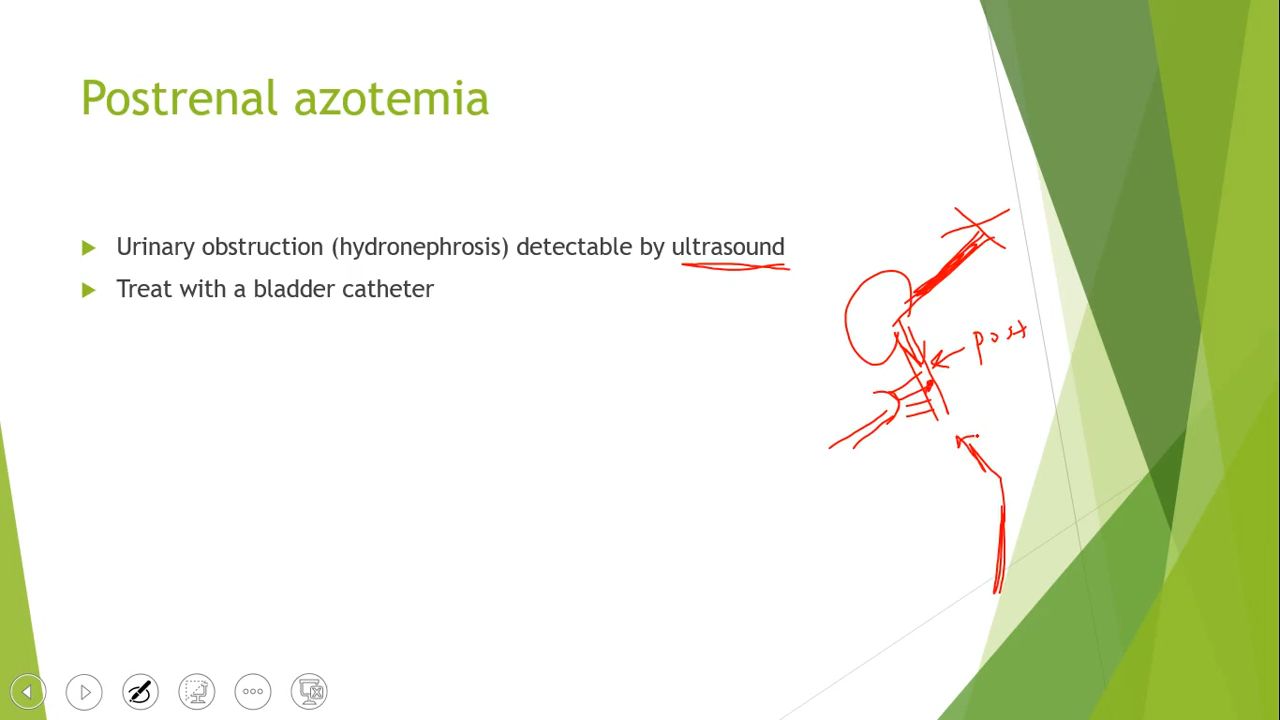 Postrenal azotemia
Urinary obstruction (hydronephrosis) detectable by ultrasound
Treat with a bladder catheter
post